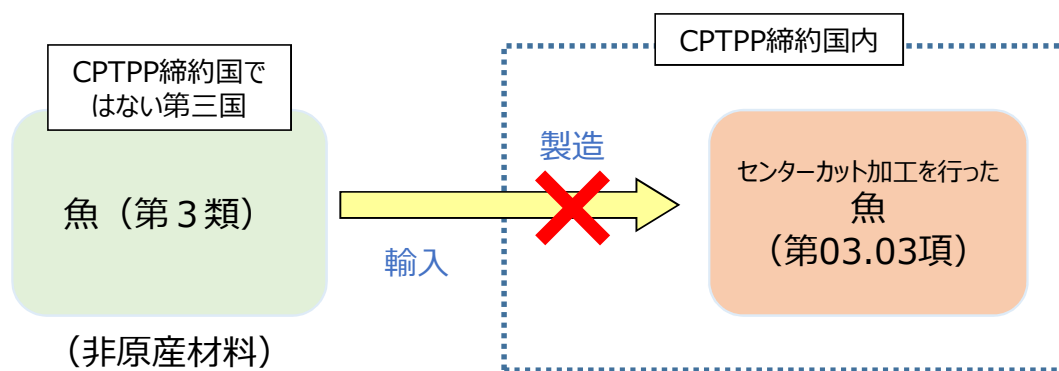 CPTPP締約国で
はない第三国
魚（第３類）
（非原産材料）
輸入
製造
CPTPP締約国内
センターカット加工を行った
魚
（第03.03項）